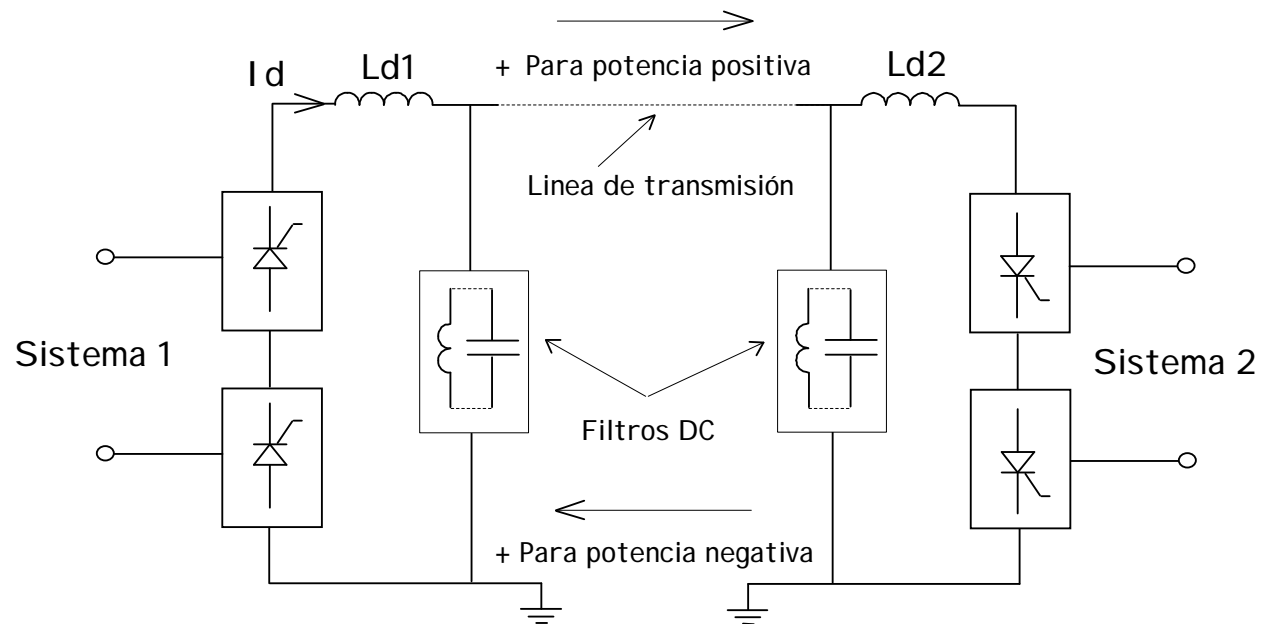 + Para potencia positiva
Id
Ld1
Ld2
Linea de transmisión
Sistema 1
Sistema 2
Filtros DC
+ Para potencia negativa